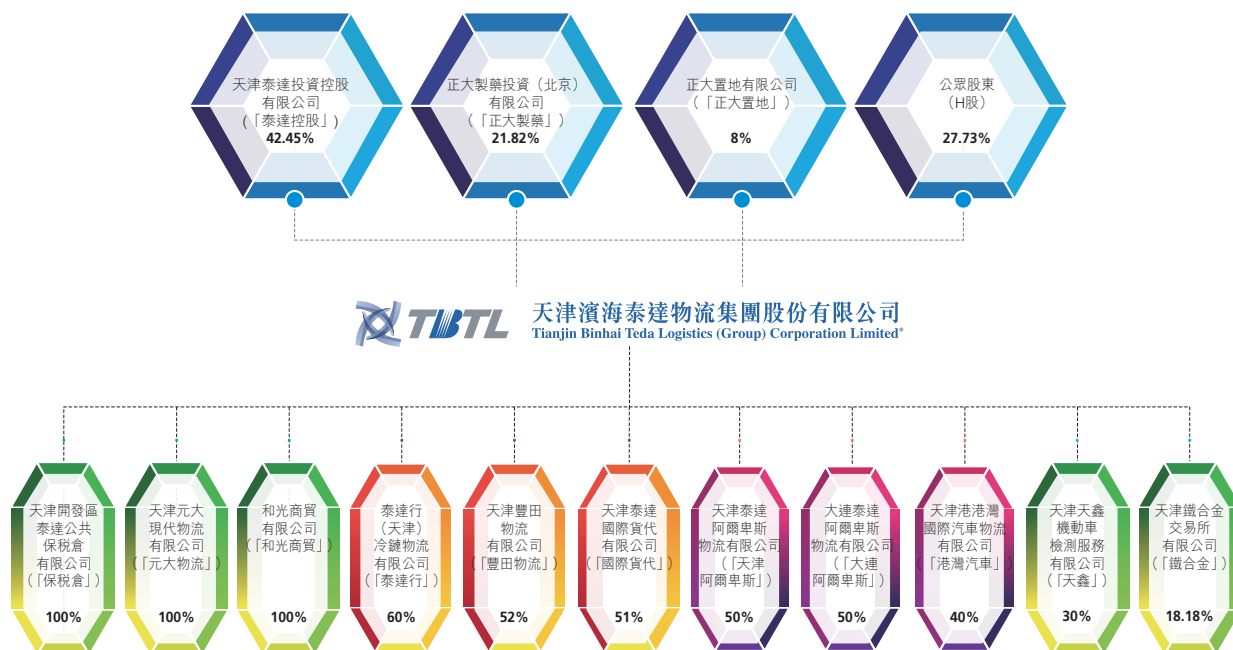 天津泰達投資控股
有限公司
(「泰達控股」)
42.45%
正大製藥投資（北京）
有限公司
（「正大製藥」）
21.82%
正大置地有限公司
（「正大置地」）
8%
公眾股東
（H股）
27.73%
TBTL
天津濱海泰達物流集團股份有限公司
Tianjin Binhai Teda Logistics (Group) Corporation Limited*
天津開發區
泰達公共
保税倉
有限公司
（「保税倉」）
100%
天津元大
現代物流
有限公司
（「元大物流」）
100%
和光商貿
有限公司
（「和光商貿」）
100%
泰達行
（天津）
冷鏈物流
有限公司
（「泰達行」）
60%
天津豐田
物流
有限公司
（「豐田物流」）
52%
天津泰達
國際貨代
有限公司
（「國際貨代」）
51%
天津泰達
阿爾卑斯
物流有限公司
（「天津
阿爾卑斯」）
50%
大連泰達
阿爾卑斯
物流有限公司
（「大連
阿爾卑斯」）
50%
天津港港灣
國際汽車物流
有限公司
（「港灣汽車」）
40%
天津天鑫
機動車
檢測服務
有限公司
（「天鑫」）
30%
天津鐵合金
交易所
有限公司
（「鐵合金」）
18.18%